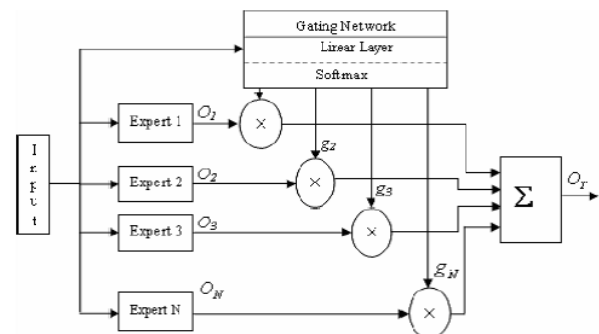 Gating Network
Linear Layer
Softmax
Input
Expert 1
O1
×
Expert 2
O2
g2
×
Expert 3
O3
g3
×
Expert N
ON
gN
×
Σ
OT